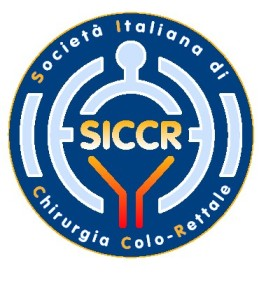 Società Italiana di
SICCR
Chirurgia Colo-Rettale